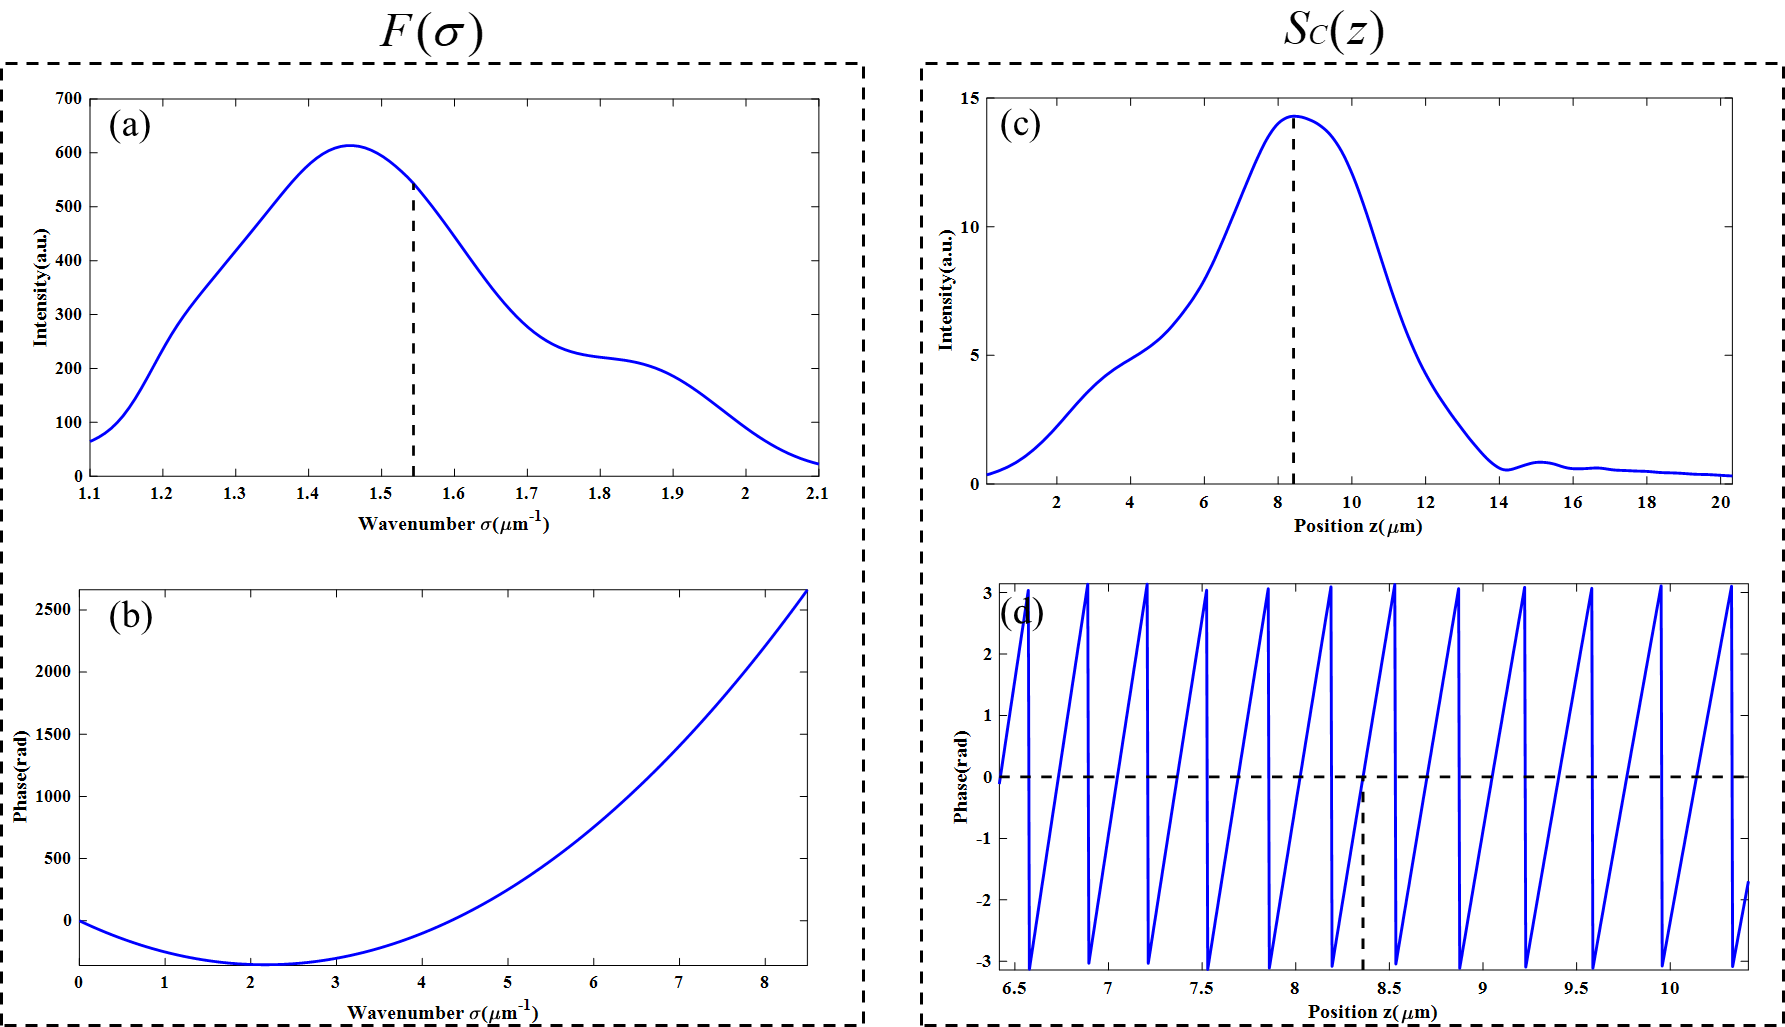 F(σ)
(a)
700
600
500
400
300
200
100
0
Intensity(a.u.)
1.1 1.2 1.3 1.4 1.5 1.6 1.7 1.8 1.9 2 2.1
Wavenumber σ(μm⁻¹)
(b)
2500
2000
1500
1000
500
0
Phase(rad)
0 1 2 3 4 5 6 7 8
Wavenumber σ(μm⁻¹)
S_C(z)
(c)
15
10
5
0
Intensity(a.u.)
2 4 6 8 10 12 14 16 18 20
Position z(μm)
(d)
3
2
1
0
-1
-2
-3
Phase(rad)
6.5 7 7.5 8 8.5 9 9.5 10
Position z(μm)